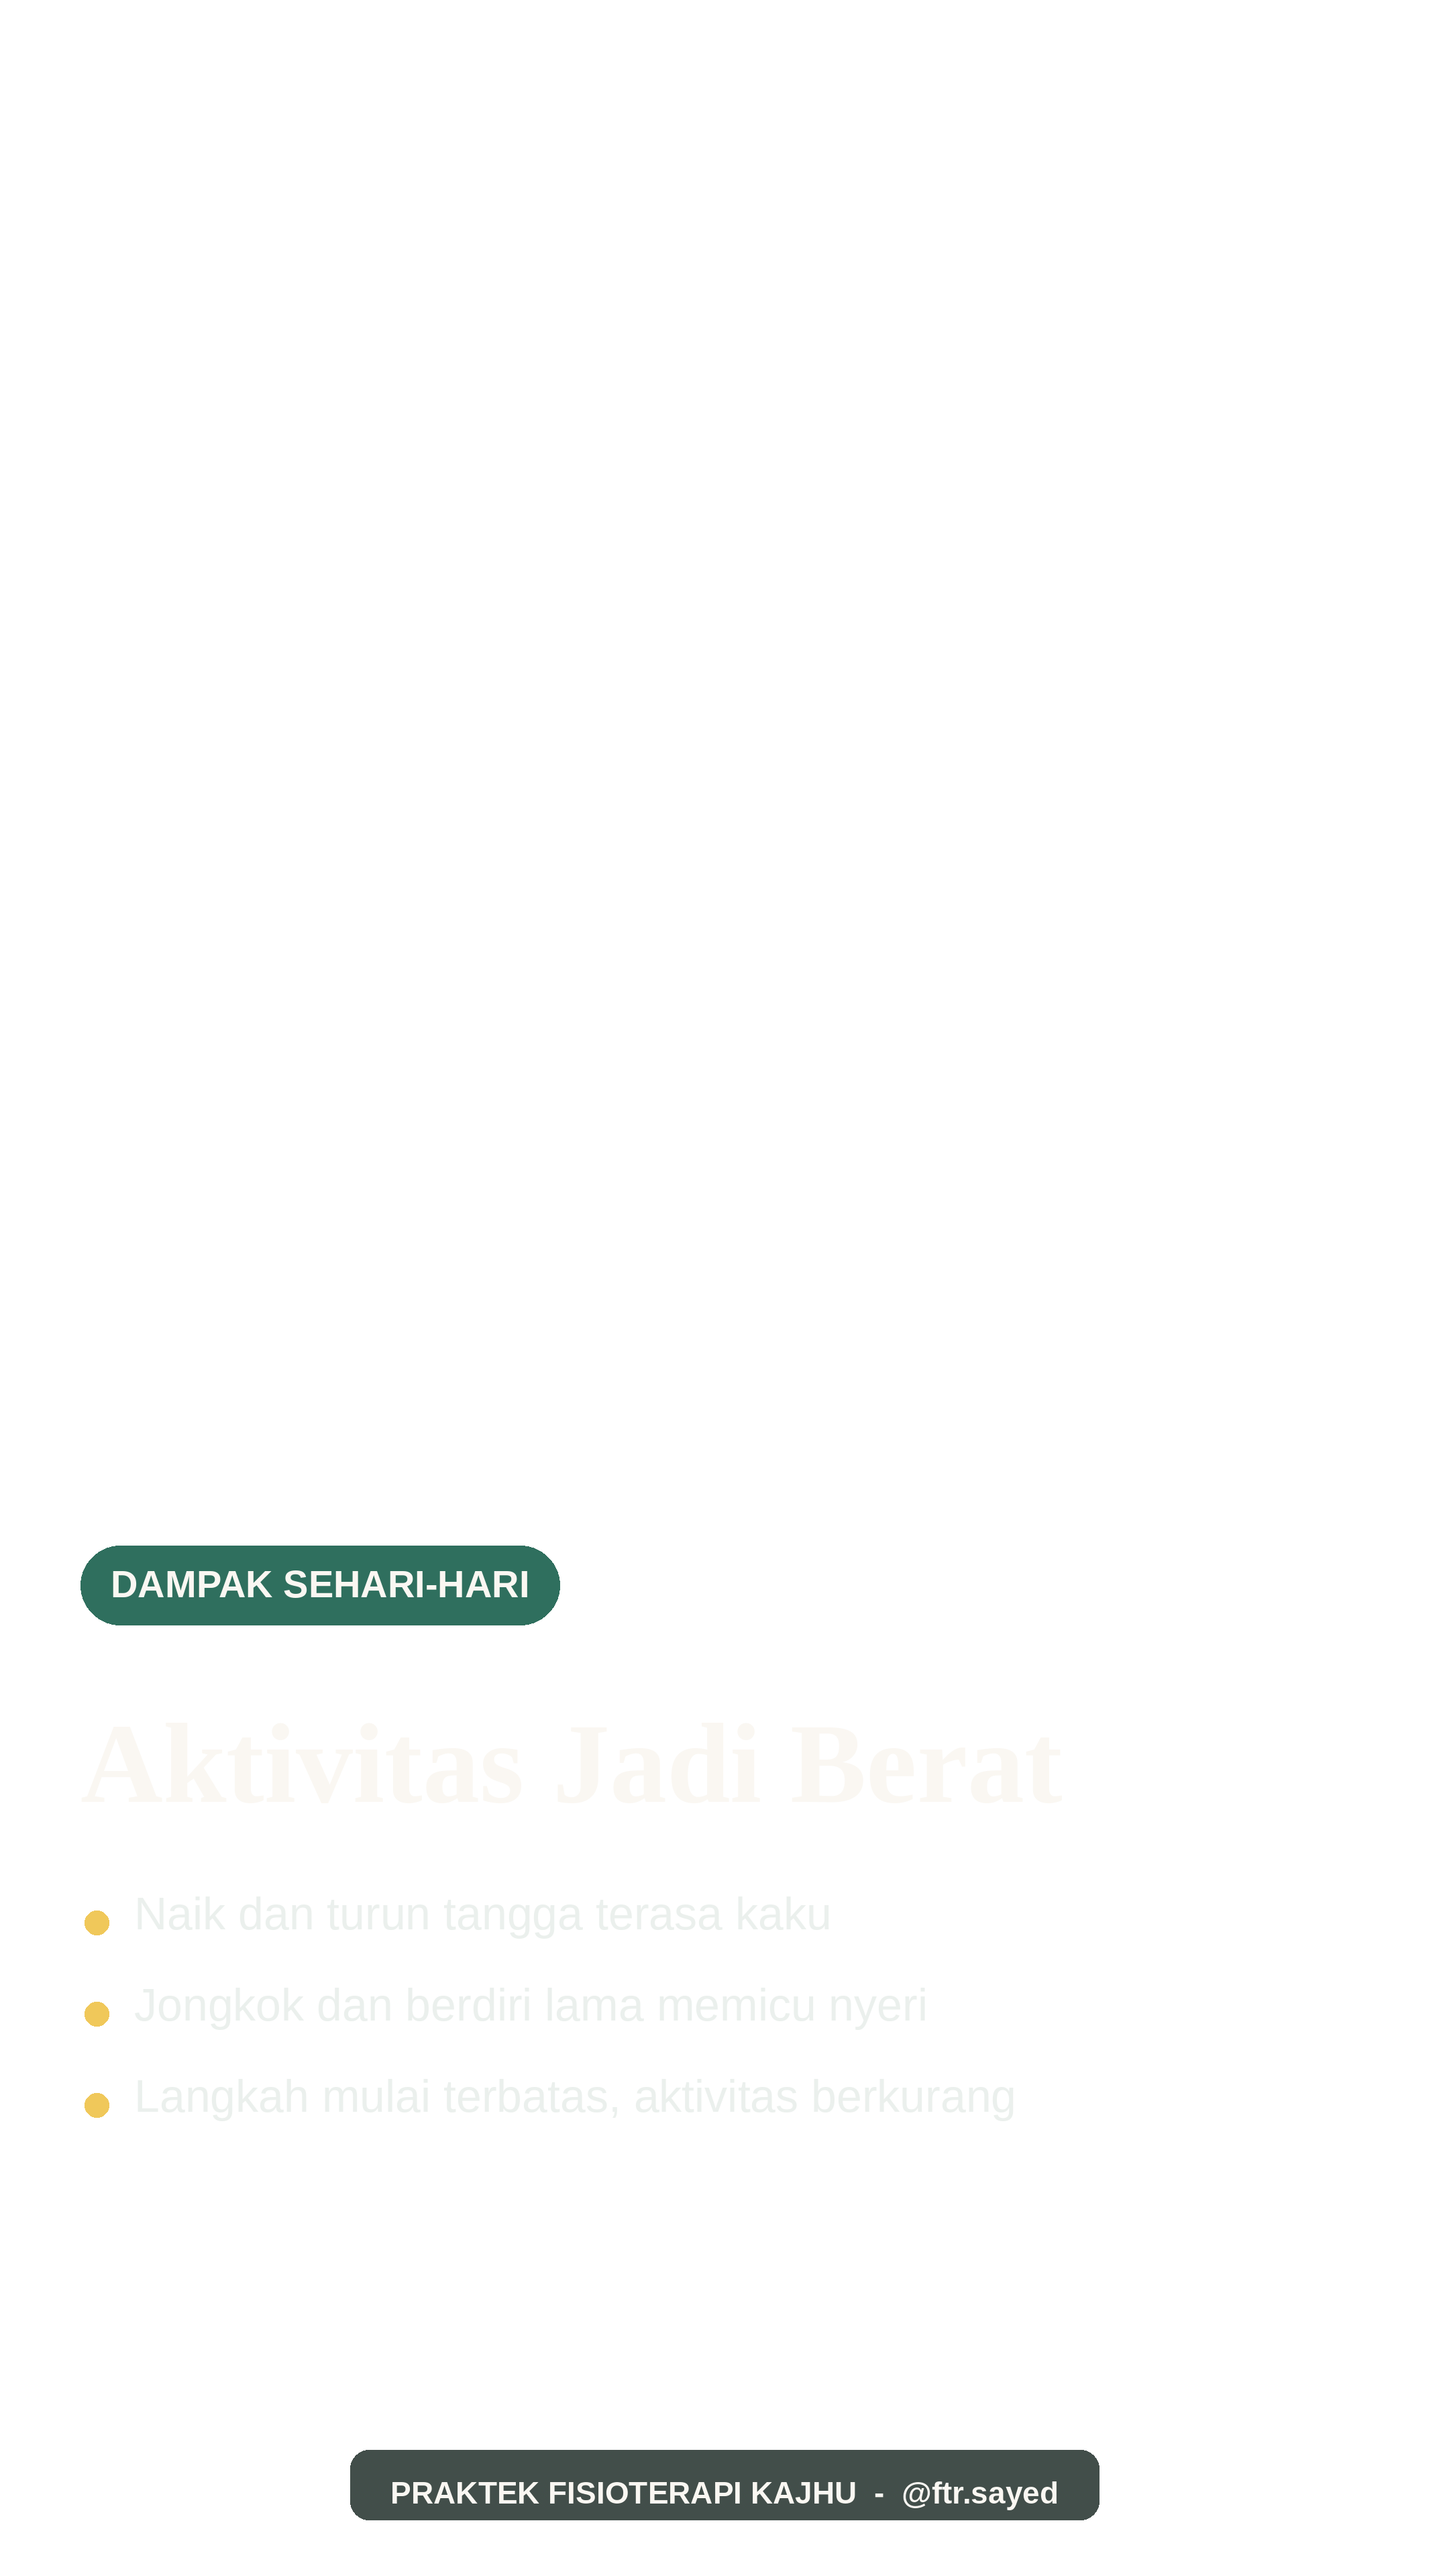 DAMPAK SEHARI-HARI
Aktivitas Jadi Berat
Naik dan turun tangga terasa kaku
Jongkok dan berdiri lama memicu nyeri
Langkah mulai terbatas, aktivitas berkurang
PRAKTEK FISIOTERAPI KAJHU - @ftr.sayed